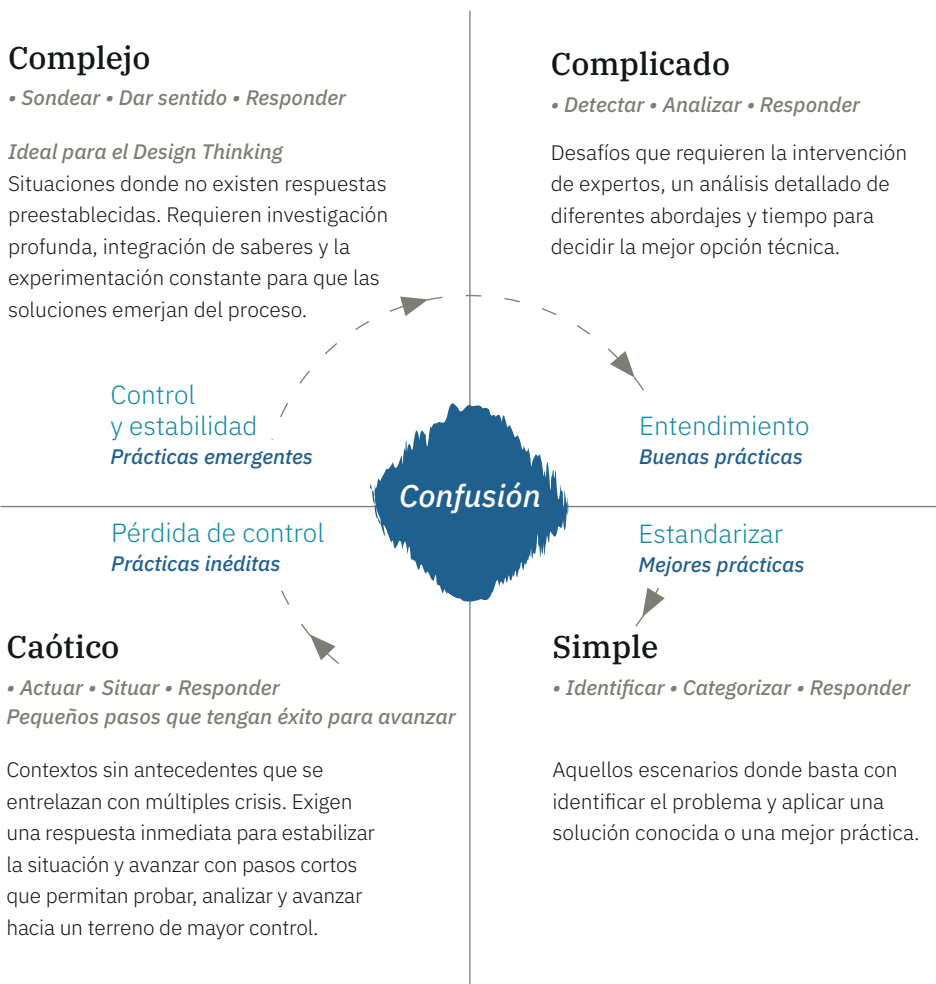 Complejo
• Sondear • Dar sentido • Responder
Ideal para el Design Thinking
Situaciones donde no existen respuestas
preestablecidas. Requieren investigación
profunda, integración de saberes y la
experimentación constante para que las
soluciones emerjan del proceso.
Control
y estabilidad
Prácticas emergentes
Complicado
• Detectar • Analizar • Responder
Desafíos que requieren la intervención
de expertos, un análisis detallado de
diferentes abordajes y tiempo para
decidir la mejor opción técnica.
Entendimiento
Buenas prácticas
Confusión
Pérdida de control
Prácticas inéditas
Caótico
• Actuar • Situar • Responder
Pequeños pasos que tengan éxito para avanzar
Contextos sin antecedentes que se
entrelazan con múltiples crisis. Exigen
una respuesta inmediata para estabilizar
la situación y avanzar con pasos cortos
que permitan probar, analizar y avanzar
hacia un terreno de mayor control.
Estandarizar
Mejores prácticas
Simple
• Identificar • Categorizar • Responder
Aquellos escenarios donde basta con
identificar el problema y aplicar una
solución conocida o una mejor práctica.